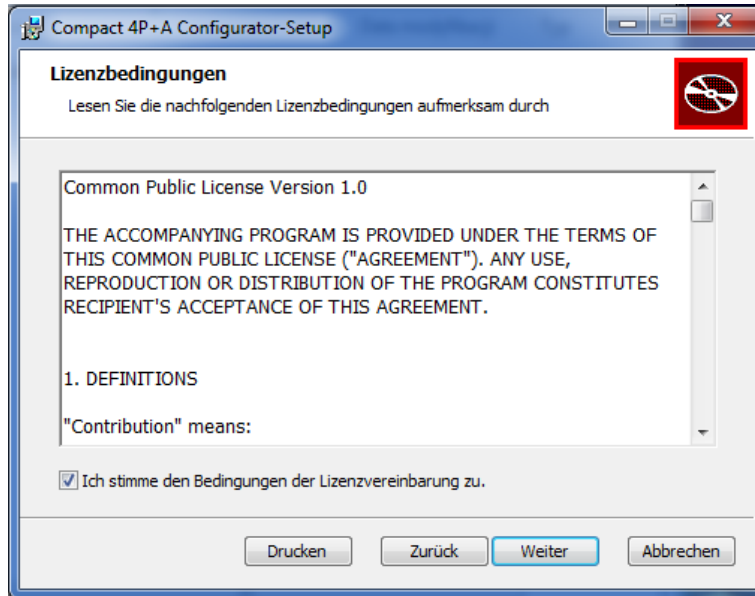 Compact 4P+A Configurator-Setup
Lizenzbedingungen
Lesen Sie die nachfolgenden Lizenzbedingungen aufmerksam durch
Common Public License Version 1.0
THE ACCOMPANYING PROGRAM IS PROVIDED UNDER THE TERMS OF
THIS COMMON PUBLIC LICENSE ("AGREEMENT"). ANY USE,
REPRODUCTION OR DISTRIBUTION OF THE PROGRAM CONSTITUTES
RECIPIENT'S ACCEPTANCE OF THIS AGREEMENT.
1. DEFINITIONS
"Contribution" means:
Ich stimme den Bedingungen der Lizenzvereinbarung zu.
Drucken Zurück Weiter Abbrechen